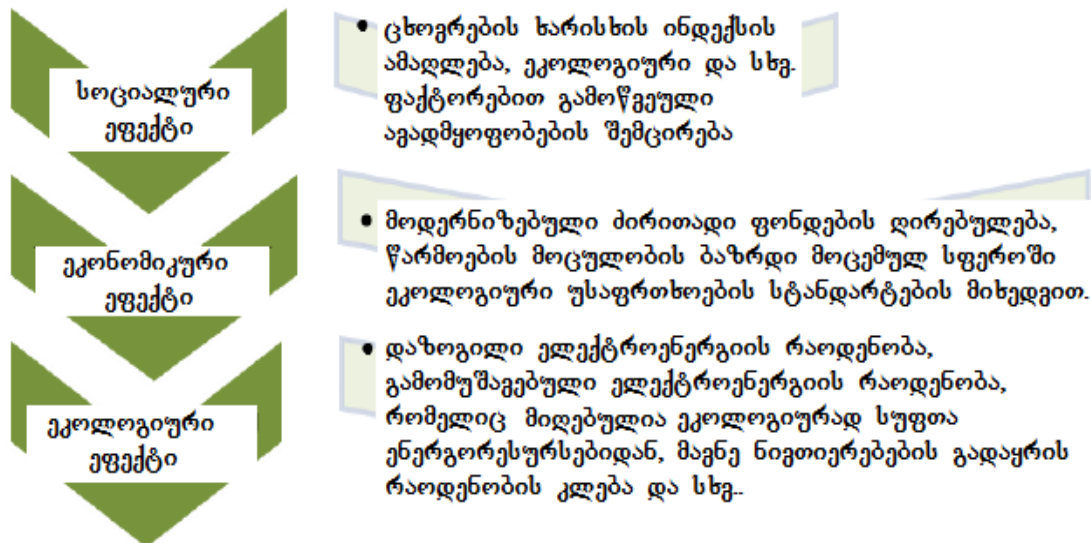 სოციალური
ეფექტი
• ცხოვრების ხარისხის ინდექსის
ამაღლება, ეკოლოგიური და სხვ.
ფაქტორებით გამოწვეული
ავადმყოფობების შემცირება
ეკონომიკური
ეფექტი
• მოდერნიზებული ძირითადი ფონდების ღირებულება,
წარმოების მოცულობის ბაზრდი მოცემულ სფეროში
ეკოლოგიური უსაფრთხოების სტანდარტების მიხედვით.
ეკოლოგიური
ეფექტი
• დაზოგილი ელექტროენერგიის რაოდენობა,
გამომუშავებული ელექტროენერგიის რაოდენობა,
რომელიც მიღებულია ეკოლოგიურად სუფთა
ენერგორესურსებიდან, მავნე ნივთიერებების გადაყრის
რაოდენობის კლება და სხვ..